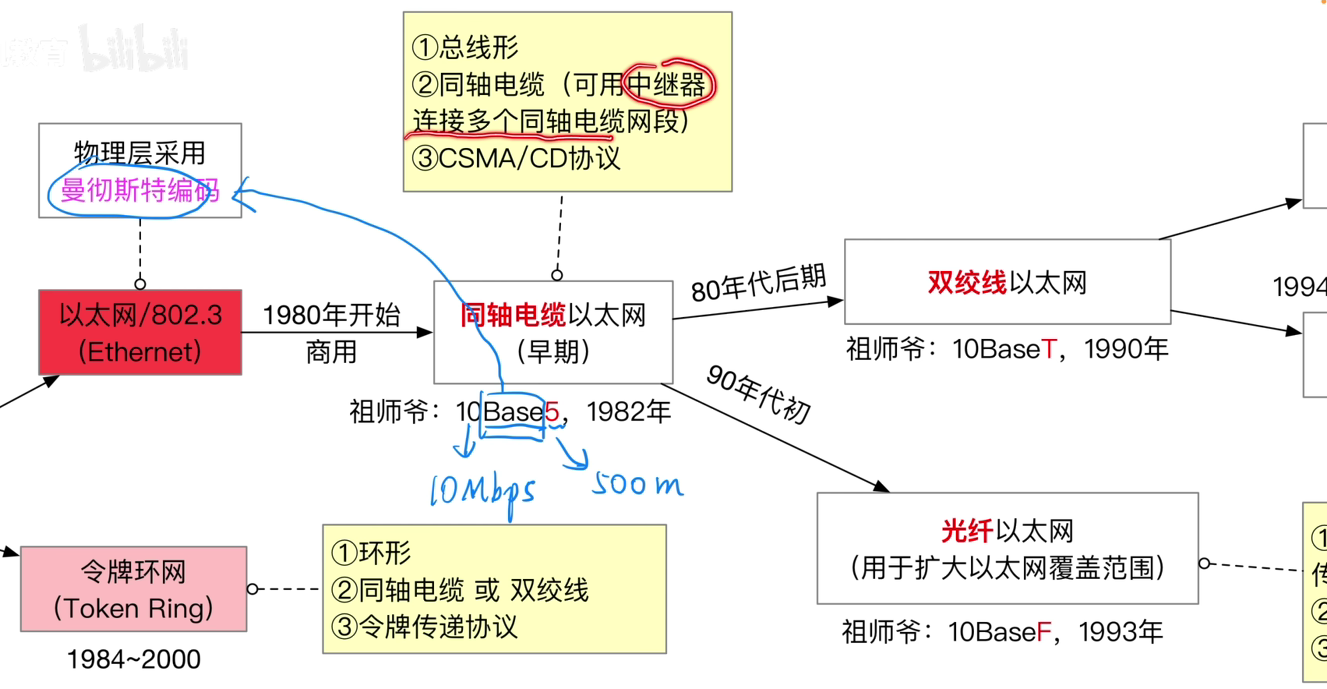 教育 bilibili
①总线形
②同轴电缆（可用中继器
连接多个同轴电缆网段）
③CSMA/CD协议
物理层采用
曼彻斯特编码
以太网/802.3
(Ethernet)
1980年开始
商用
同轴电缆以太网
（早期）
祖师爷：10Base5，1982年
10Mbps
500m
80年代后期
双绞线以太网
祖师爷：10BaseT，1990年
1994
90年代初
光纤以太网
（用于扩大以太网覆盖范围）
祖师爷：10BaseF，1993年
令牌环网
(Token Ring)
1984~2000
①环形
②同轴电缆 或 双绞线
③令牌传递协议
①
②
③